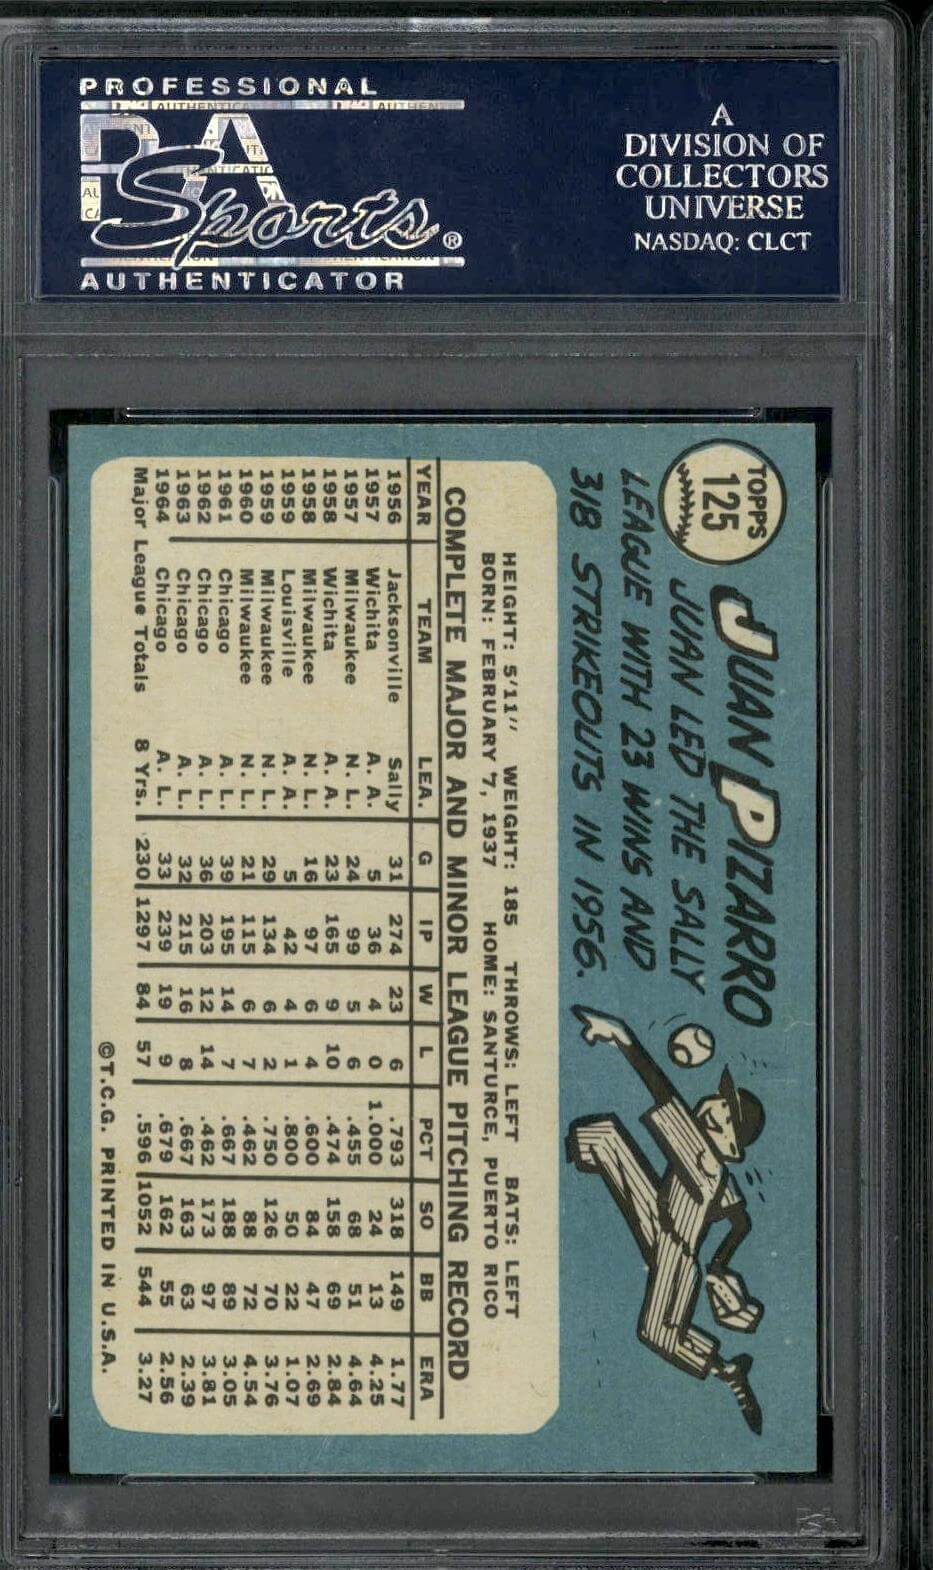 PROFESSIONAL
PSA
Sports®
AUTHENTICATOR
A
DIVISION OF
COLLECTORS
UNIVERSE
NASDAQ: CLCT
TOPPS
125
JUAN PIZARRO
JUAN LED THE SALLY
LEAGUE WITH 23 WINS AND
318 STRIKEOUTS IN 1956.
HEIGHT: 5'11" WEIGHT: 185 THROWS: LEFT BATS: LEFT
BORN: FEBRUARY 7, 1937 HOME: SANTURCE, PUERTO RICO
COMPLETE MAJOR AND MINOR LEAGUE PITCHING RECORD
YEAR TEAM LEA. G IP W L PCT SO BB ERA
1956 Jacksonville Sally 31 274 23 6 .793 318 149 1.77
1957 Wichita A. A. 5 36 4 0 1.000 24 13 4.25
1957 Milwaukee N. L. 24 99 5 6 .455 68 51 4.64
1958 Wichita A. A. 23 165 9 10 .474 158 69 2.84
1958 Milwaukee N. L. 16 97 6 4 .600 84 47 2.69
1959 Louisville A. A. 5 42 4 1 .800 50 22 1.07
1959 Milwaukee N. L. 29 134 6 2 .750 126 70 3.76
1960 Milwaukee N. L. 21 115 6 7 .462 88 72 4.54
1961 Chicago A. L. 39 195 14 7 .667 188 89 3.05
1962 Chicago A. L. 36 203 12 14 .462 173 97 3.81
1963 Chicago A. L. 32 215 16 8 .667 163 63 2.39
1964 Chicago A. L. 33 239 19 9 .679 162 55 2.56
Major League Totals 8 Yrs. 230 1297 84 57 .596 1052 544 3.27
©T.C.G. PRINTED IN U.S.A.